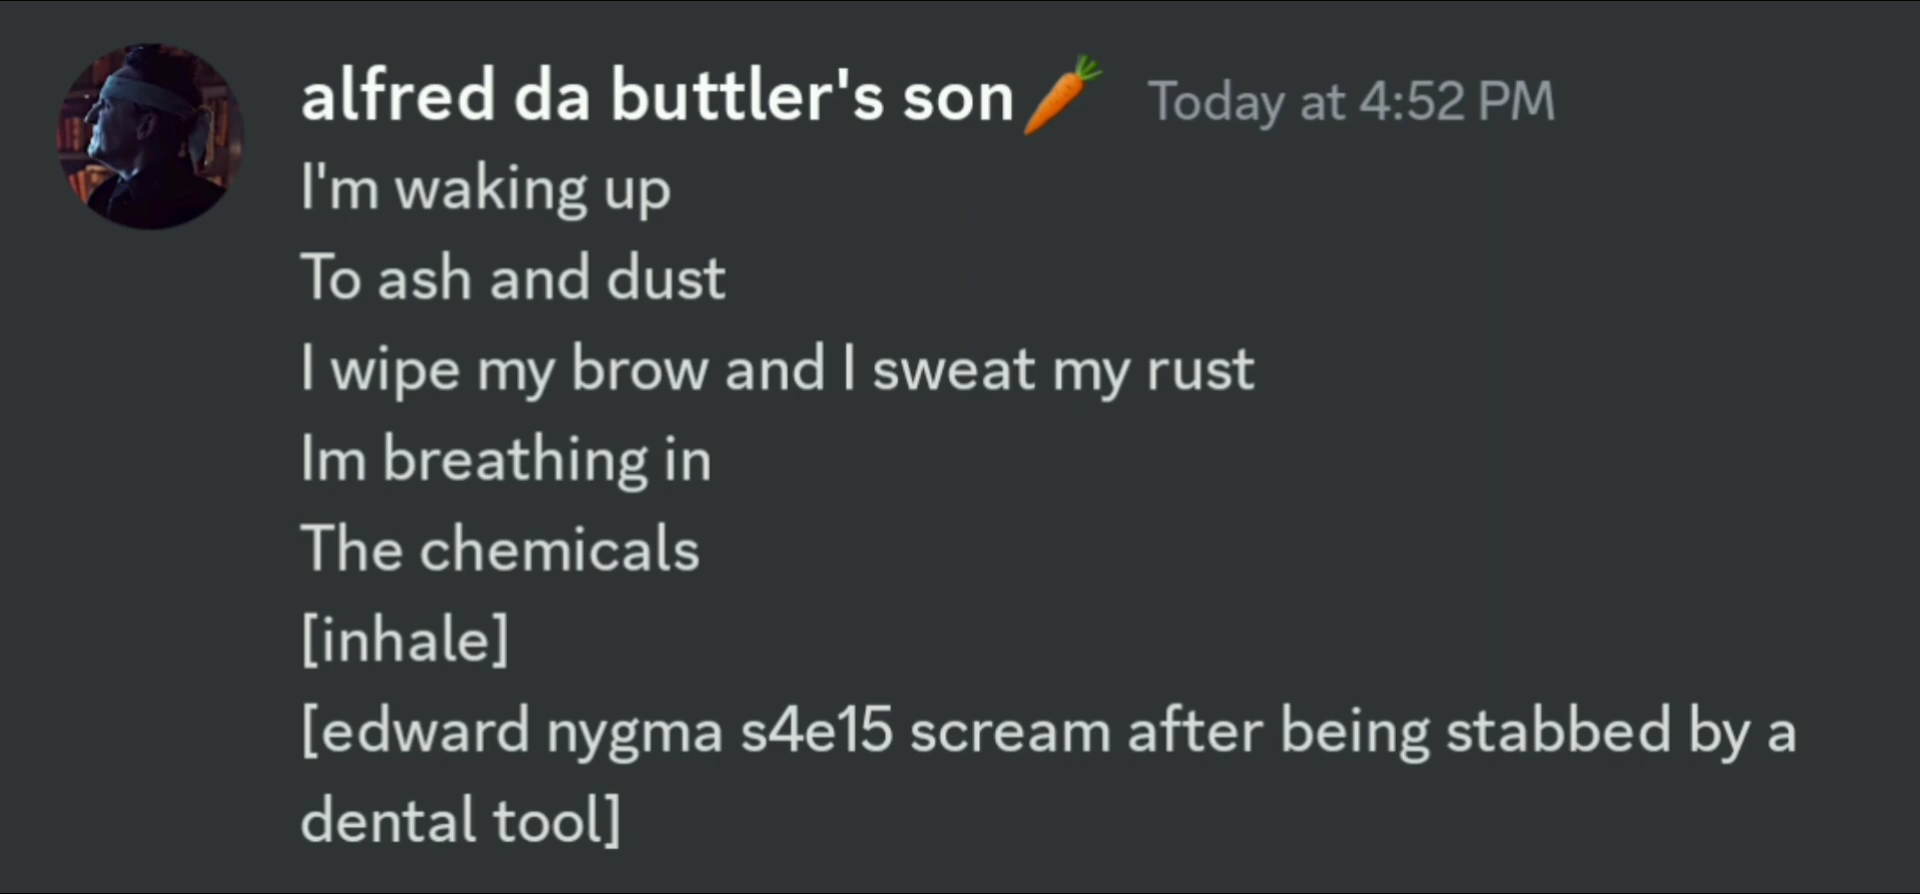 alfred da buttler's son🥕 Today at 4:52 PM
I'm waking up
To ash and dust
I wipe my brow and I sweat my rust
Im breathing in
The chemicals
[inhale]
[edward nygma s4e15 scream after being stabbed by a
dental tool]